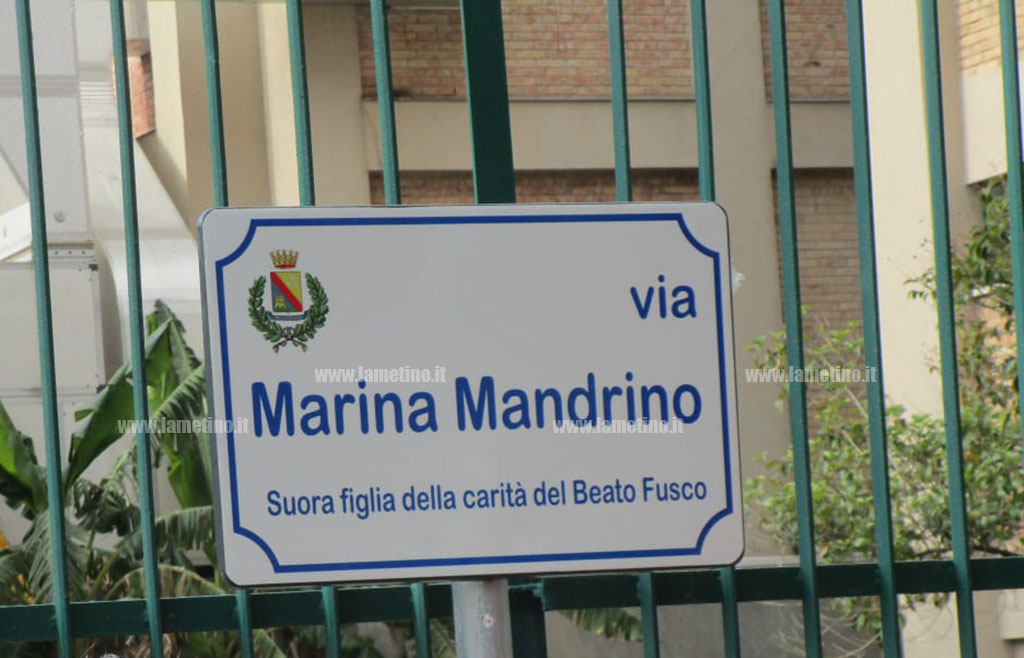 via
Marina Mandrino
Suora figlia della carità del Beato Fusco
www.lametino.it
www.lametino.it
www.lametino.it
www.lametino.it